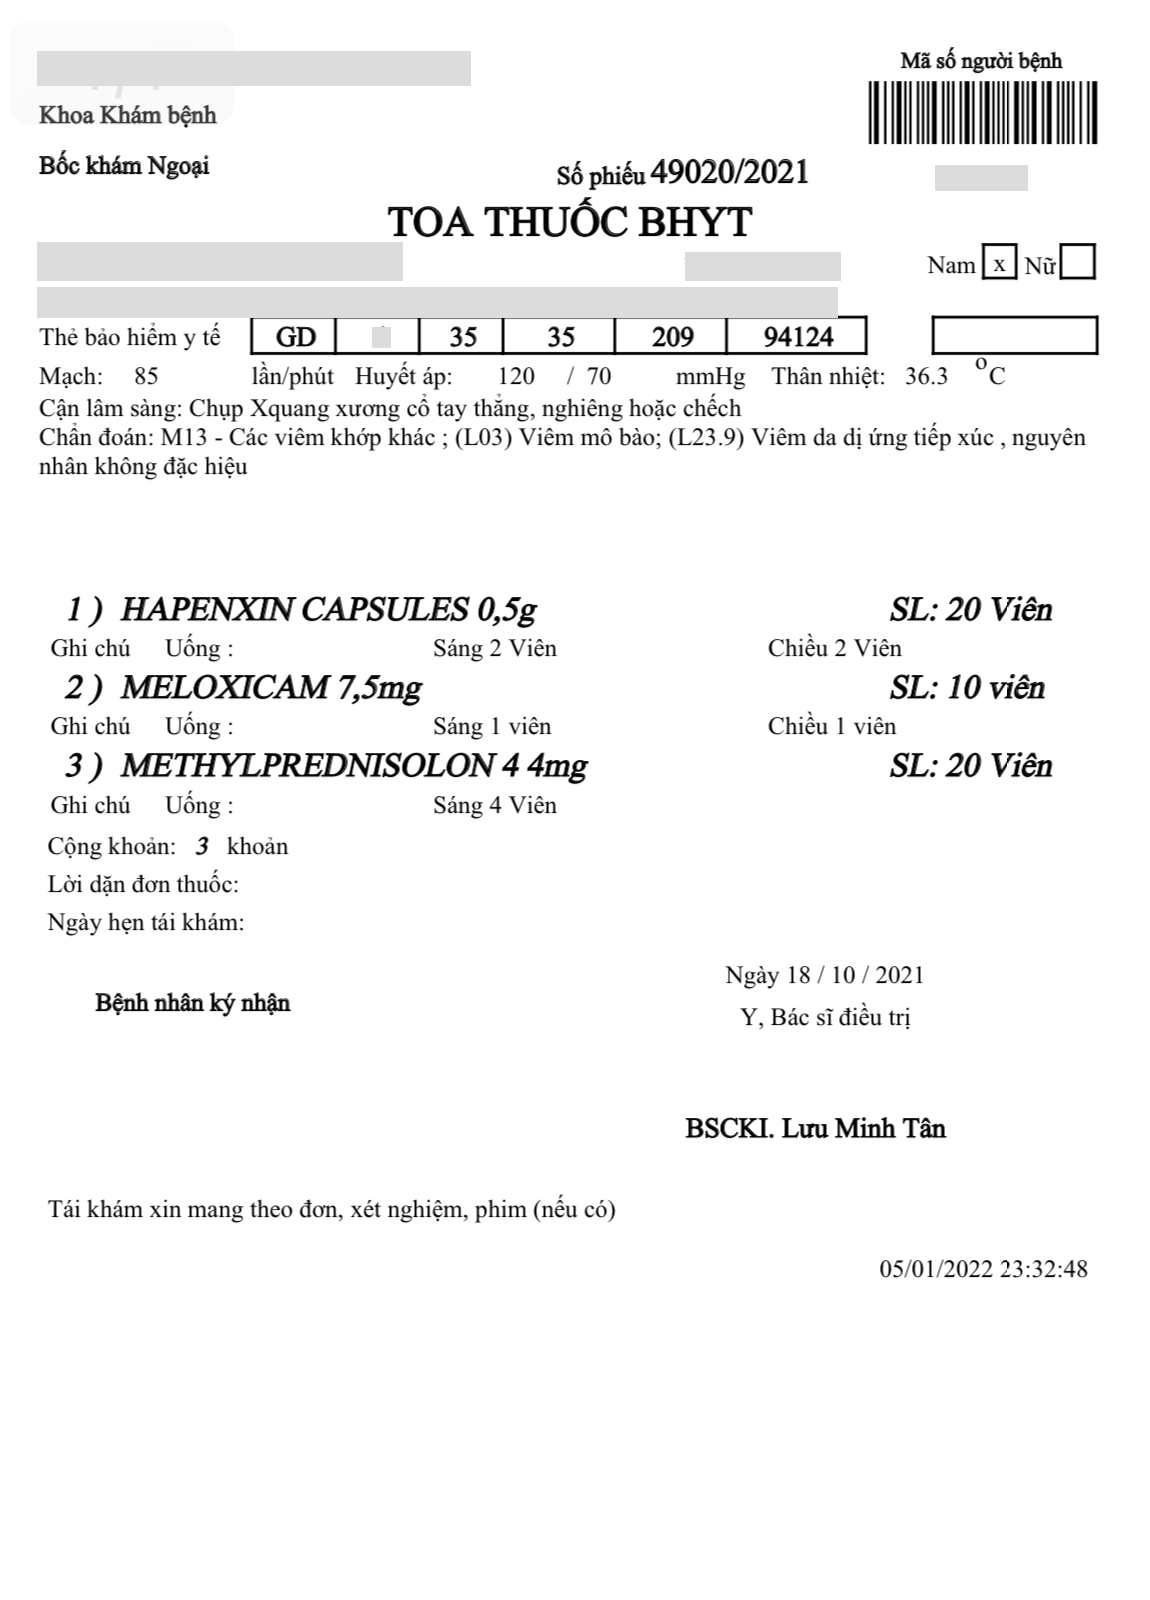 Mã số người bệnh
Khoa Khám bệnh
Bốc khám Ngoại
Số phiếu 49020/2021
TOA THUỐC BHYT
Nam x Nữ
Thẻ bảo hiểm y tế GD 35 35 209 94124
Mạch: 85 lần/phút Huyết áp: 120 / 70 mmHg Thân nhiệt: 36.3 °C
Cận lâm sàng: Chụp Xquang xương cổ tay thẳng, nghiêng hoặc chếch
Chẩn đoán: M13 - Các viêm khớp khác ; (L03) Viêm mô bào; (L23.9) Viêm da dị ứng tiếp xúc , nguyên
nhân không đặc hiệu
1 ) HAPENXIN CAPSULES 0,5g SL: 20 Viên
Ghi chú Uống : Sáng 2 Viên Chiều 2 Viên
2 ) MELOXICAM 7,5mg SL: 10 viên
Ghi chú Uống : Sáng 1 viên Chiều 1 viên
3 ) METHYLPREDNISOLON 4 4mg SL: 20 Viên
Ghi chú Uống : Sáng 4 Viên
Cộng khoản: 3 khoản
Lời dặn đơn thuốc:
Ngày hẹn tái khám:
Ngày 18 / 10 / 2021
Bệnh nhân ký nhận
Y, Bác sĩ điều trị
BSCKI. Lưu Minh Tân
Tái khám xin mang theo đơn, xét nghiệm, phim (nếu có)
05/01/2022 23:32:48